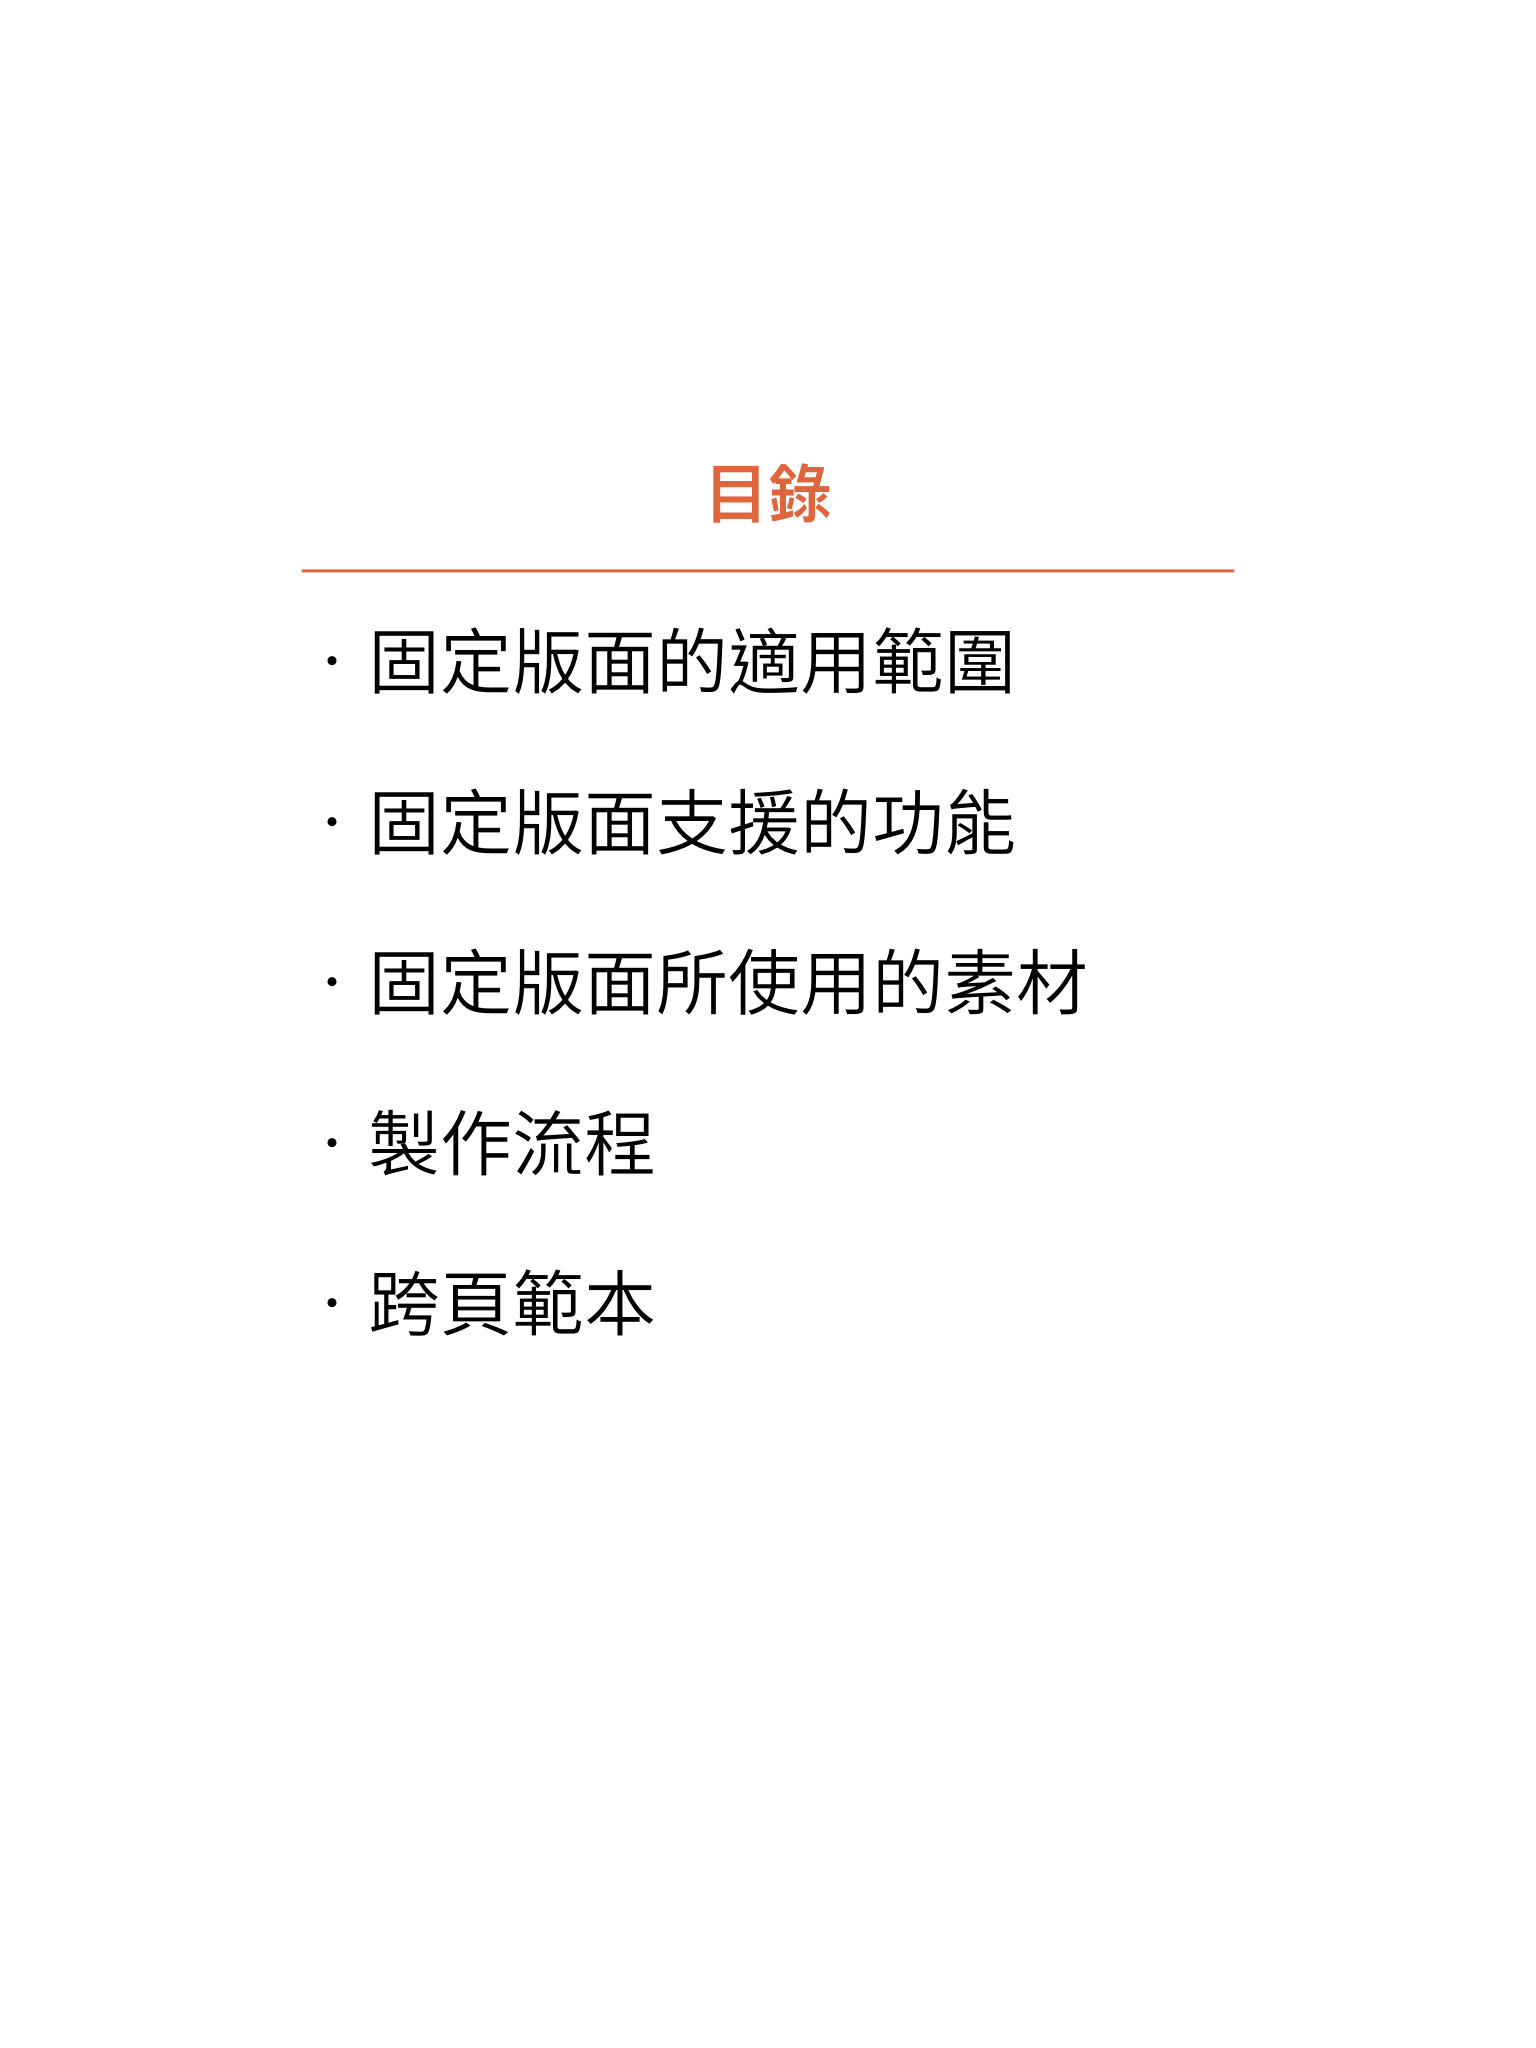 目錄
· 固定版面的適用範圍
· 固定版面支援的功能
· 固定版面所使用的素材
· 製作流程
· 跨頁範本